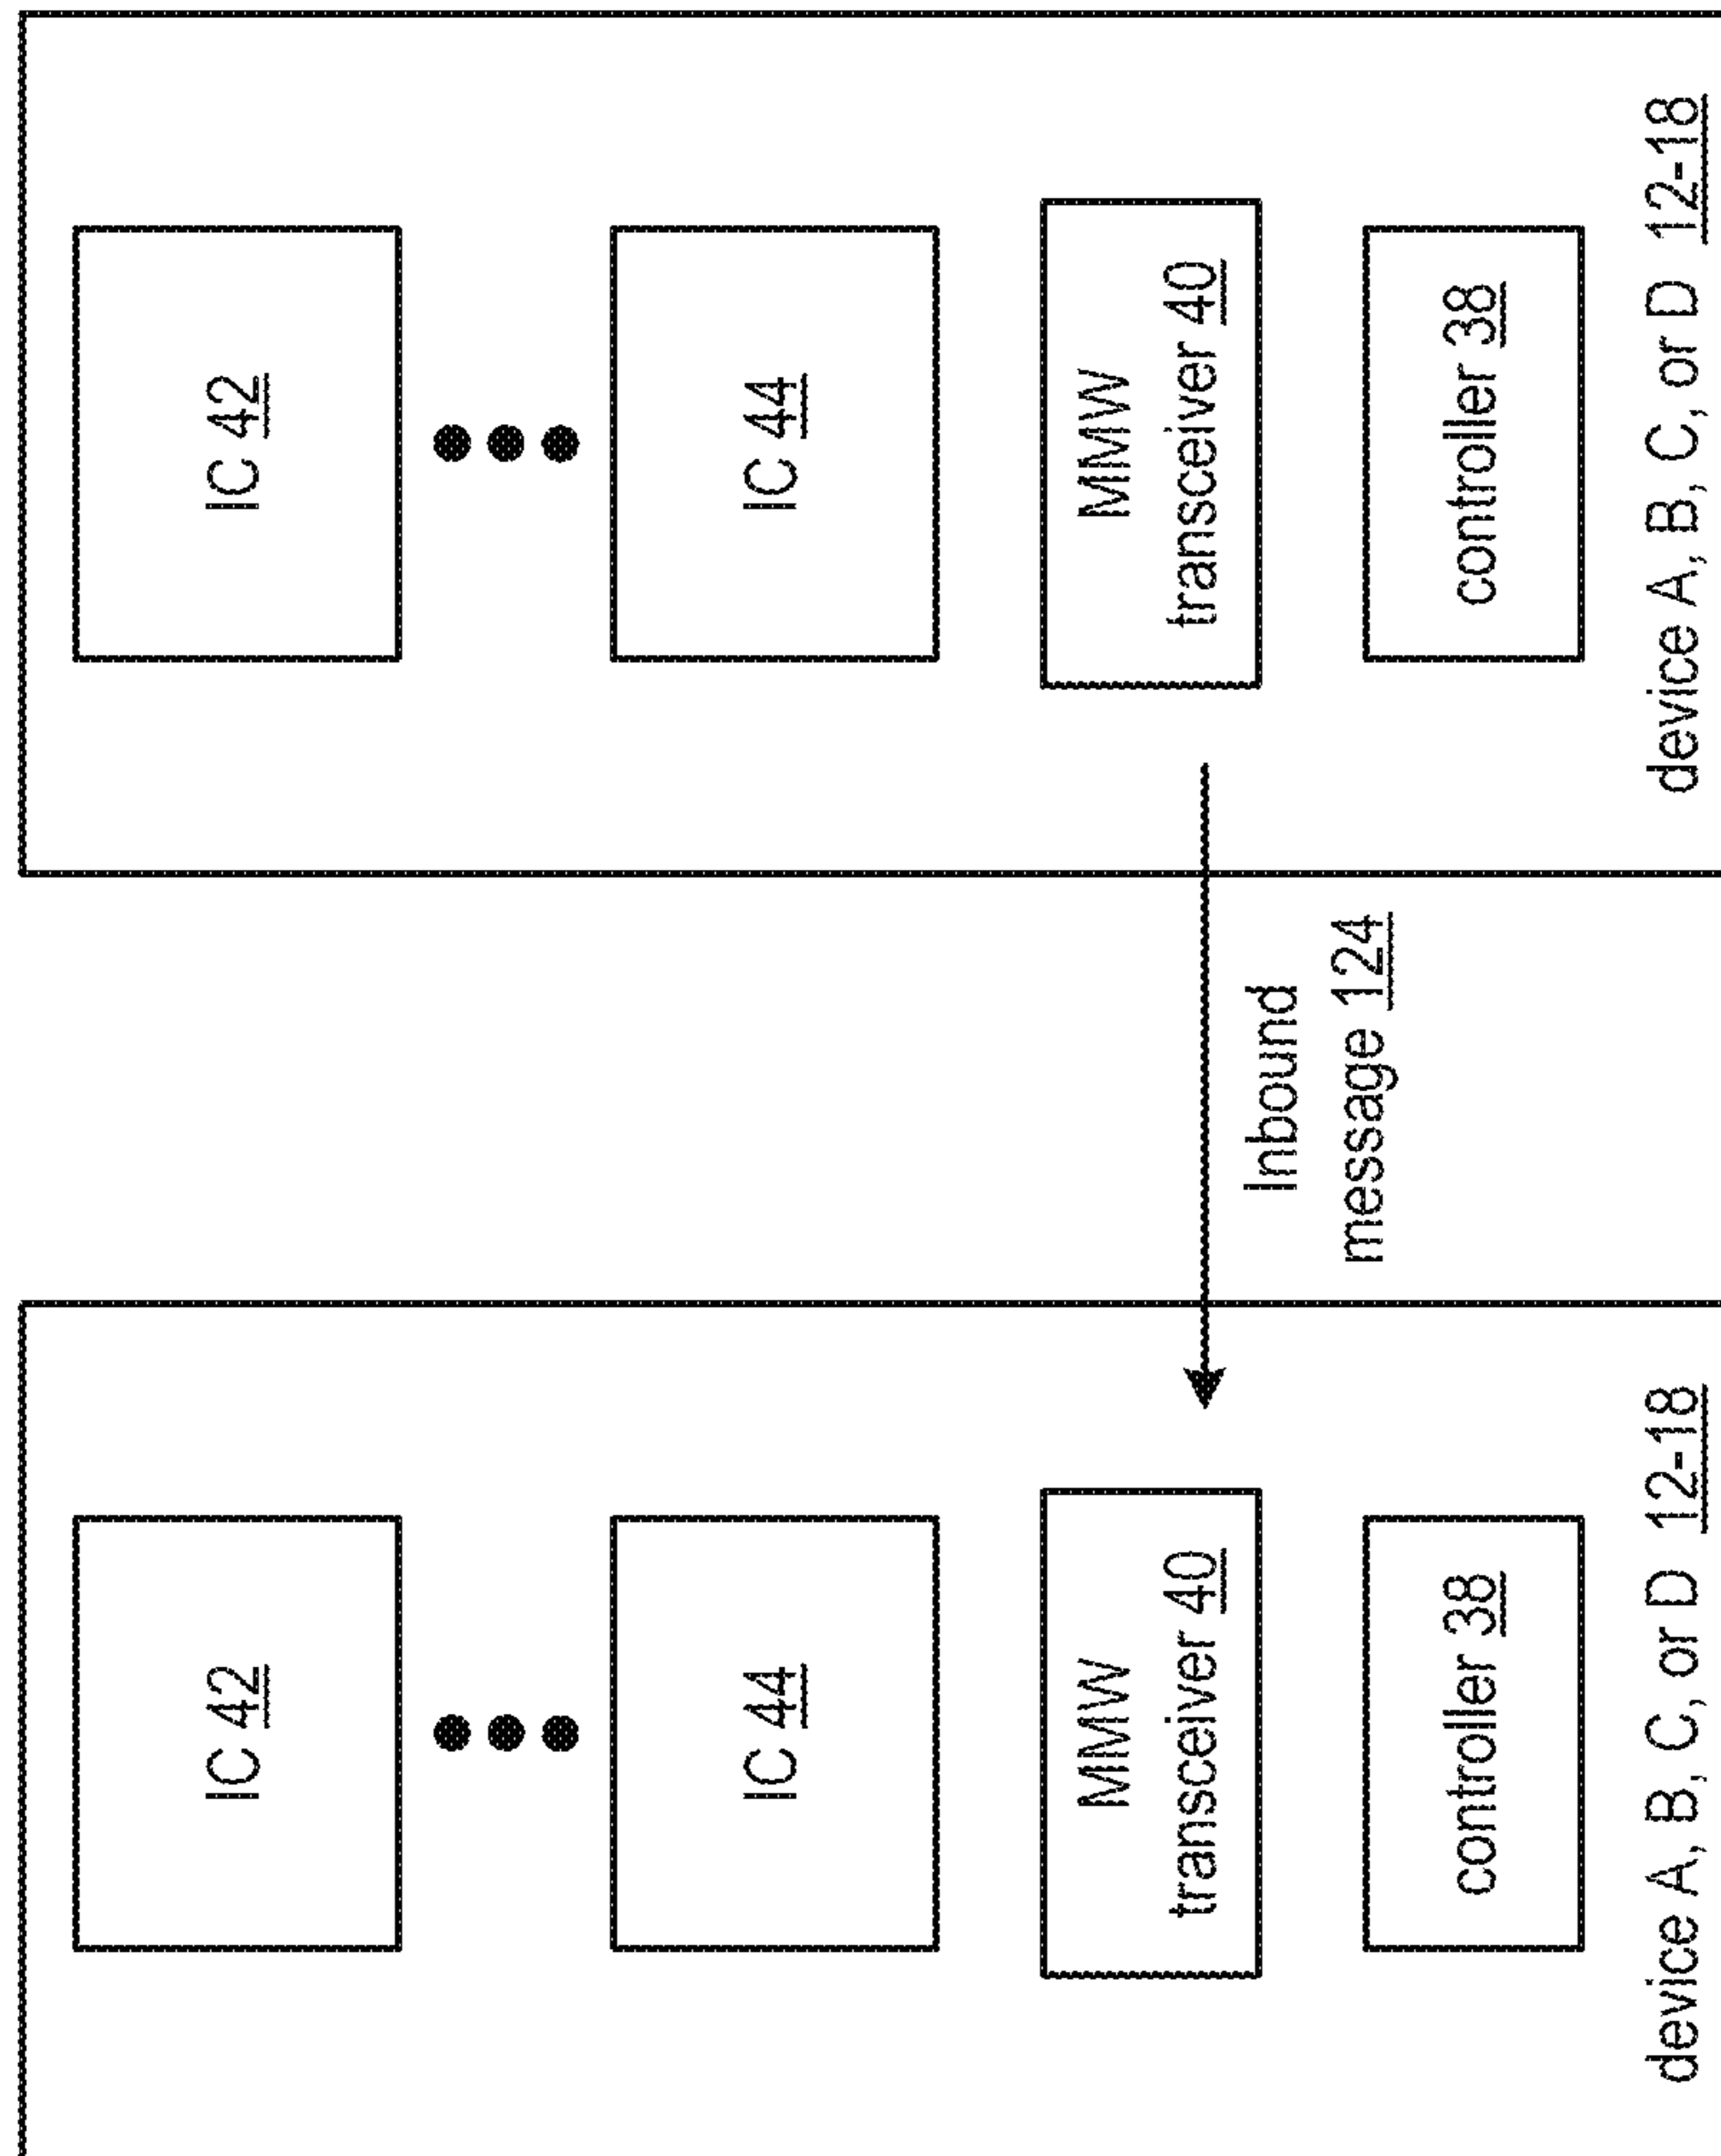 IC 42
IC 44
MMW
transceiver 40
controller 38
device A, B, C, or D 12-18
Inbound
message 124
IC 42
IC 44
MMW
transceiver 40
controller 38
device A, B, C, or D 12-18